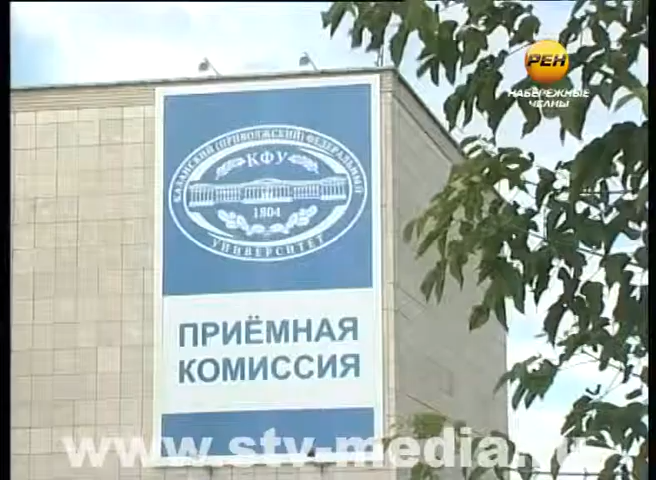 РЕН
НАБЕРЕЖНЫЕ
ЧЕЛНЫ
КАЗАНСКИЙ (ПРИВОЛЖСКИЙ) ФЕДЕРАЛЬНЫЙ
КФУ
1804
УНИВЕРСИТЕТ
ПРИЁМНАЯ
КОМИССИЯ
www.stv-media.ru